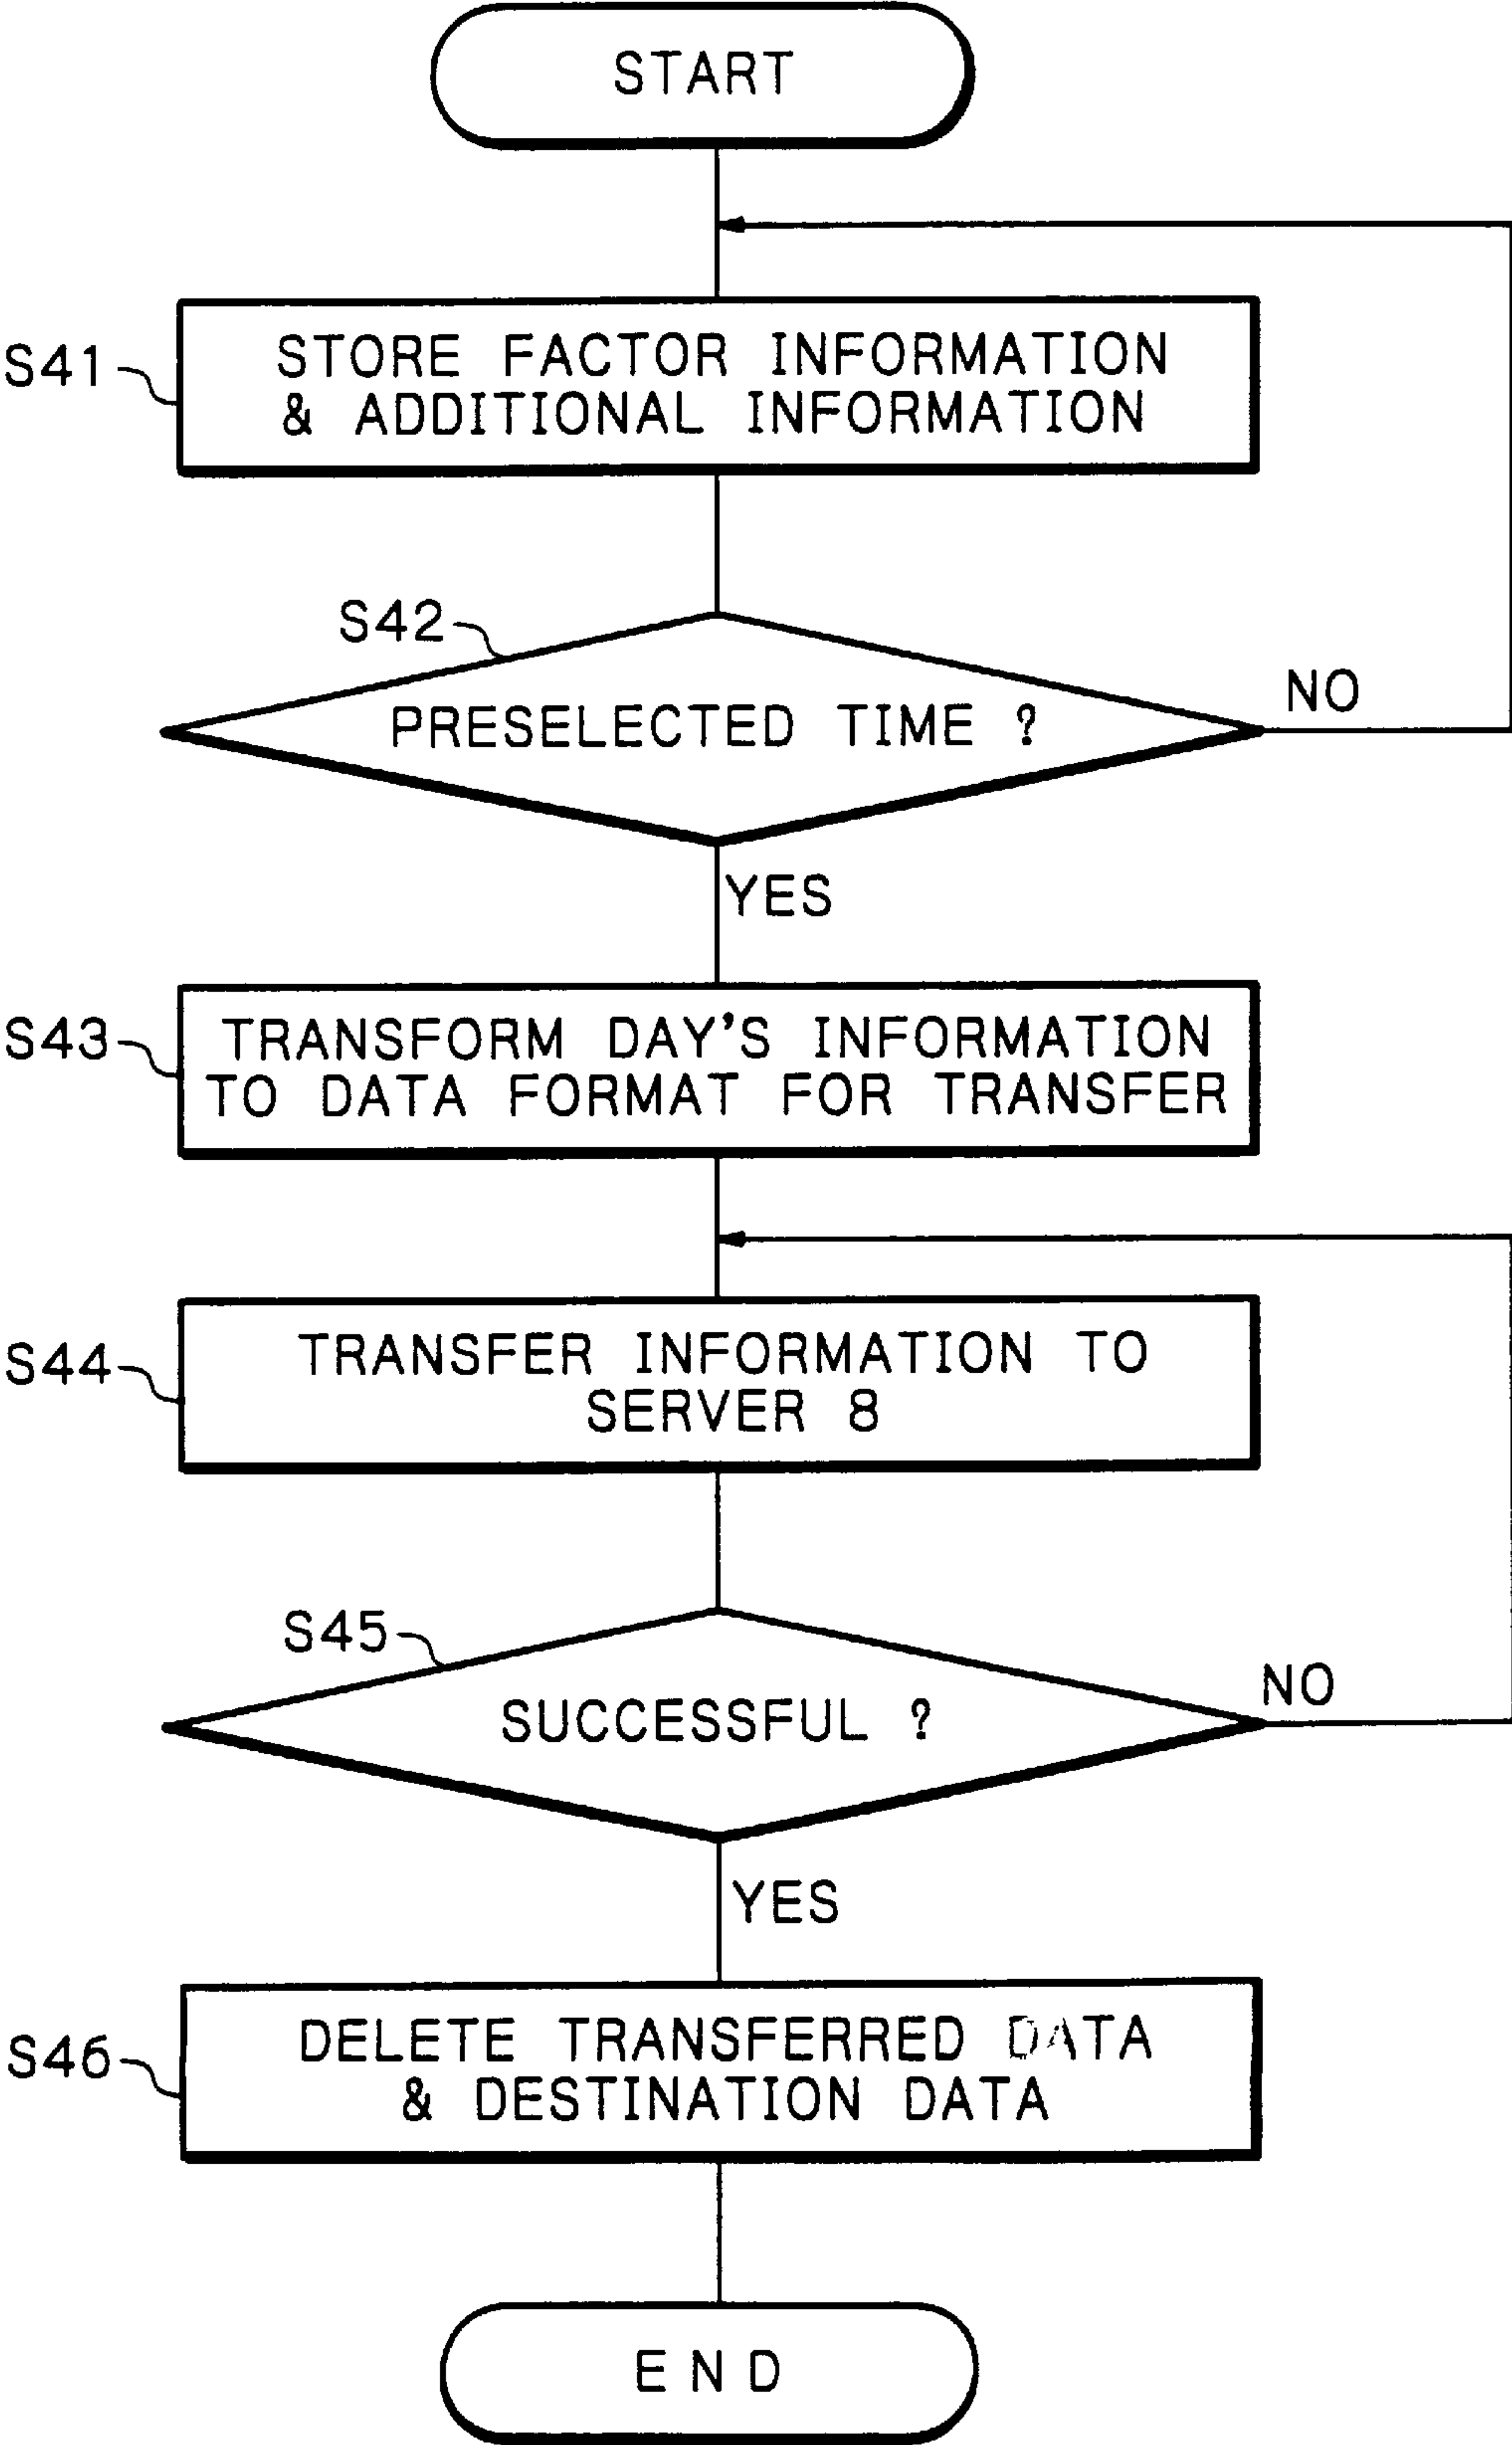 START
S41
STORE FACTOR INFORMATION
& ADDITIONAL INFORMATION
S42
PRESELECTED TIME ?
NO
YES
S43
TRANSFORM DAY'S INFORMATION
TO DATA FORMAT FOR TRANSFER
S44
TRANSFER INFORMATION TO
SERVER 8
S45
SUCCESSFUL ?
NO
YES
S46
DELETE TRANSFERRED DATA
& DESTINATION DATA
END